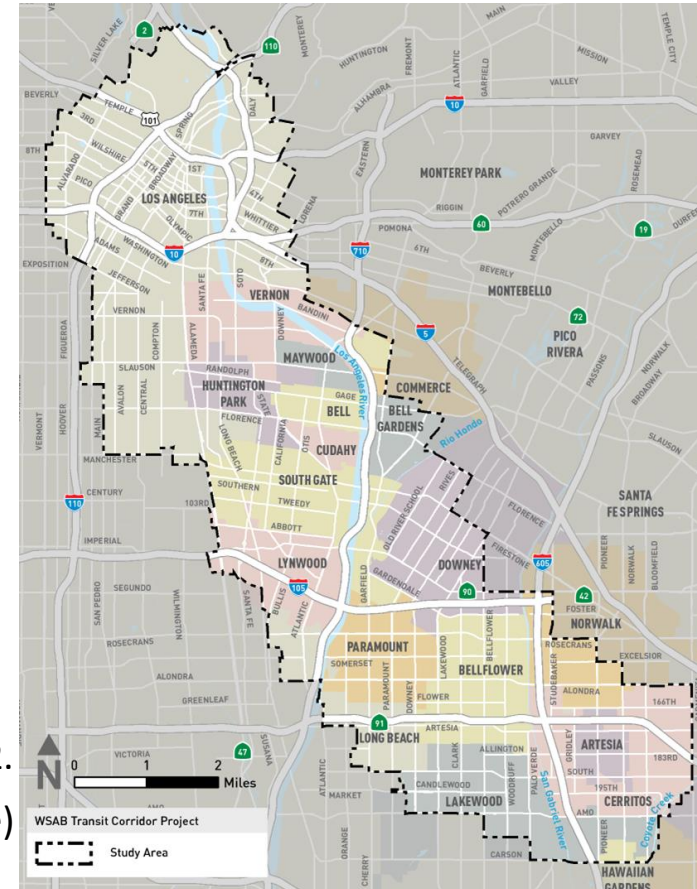 SILVER LAKE
2
110
MONTEREY
MAIN
TEMPLE CITY
HUNTINGTON
FREMONT
ATLANTIC
GARFIELD
MISSION
VALLEY
ALHAMBRA
10
BEVERLY
TEMPLE
101
SPRING
DALY
3RD
8TH
WILSHIRE
5TH
BROADWAY
1ST
ALVARADO
PICO
GRAND
LOS ANGELES
4TH
OLYMPIC
7TH
WHITTIER
LORENA
EASTERN
GARVEY
ROSEMEAD
MONTEREY PARK
POTRERO GRANDE
RIGGIN
60
19
POMONA
MONTEBELLO
ADAMS
WASHINGTON
10
8TH
710
6TH
EXPOSITION
JEFFERSON
SANTA FE
SOTO
BEVERLY
MONTEBELLO
VERNON
VERNON
DOWNEY
BANDINI
72
PICO
RIVERA
FIGUEROA
COMPTON
ALAMEDA
MAYWOOD
Los Angeles River
5
TELEGRAPH
PASSONS
NORWALK
BROADWAY
SLAUSON
RANDOLPH
HUNTINGTON
PARK
STATE
GAGE
BELL
COMMERCE
BELL
GARDENS
VERMONT
HOOVER
MAIN
AVALON
CENTRAL
FLORENCE
LONG BEACH
CALIFORNIA
OTIS
CUDAHY
Rio Hondo
SLAUSON
MANCHESTER
SOUTH GATE
SOUTHERN
TWEEDY
RIVES
OLD RIVER SCHOOL
FLORENCE
SANTA
FE SPRINGS
CENTURY
110
103RD
ABBOTT
FIRESTONE
IMPERIAL
LYNWOOD
DOWNEY
605
PIONEER
NORWALK
BLOOMFIELD
SEGUNDO
SAN PEDRO
WILMINGTON
SANTA FE
BULLIS
105
ATLANTIC
GARFIELD
GARDENDALE
90
42
FOSTER
NORWALK
ROSECRANS
PARAMOUNT
SOMERSET
LAKEWOOD
BELLFLOWER
BELLFLOWER
ROSECRANS
EXCELSIOR
ALONDRA
PARAMOUNT
DOWNEY
FLOWER
STUDEBAKER
ALONDRA
166TH
GREENLEAF
91
LONG BEACH
ARTESIA
ARTESIA
GRIDLEY
VICTORIA
47
SUSANA
CLARK
ALLINGTON
PALO VERDE
183RD
SOUTH
195TH
N
0 1 2
Miles
ATLANTIC
MARKET
CANDLEWOOD
LAKEWOOD
WOODRUFF
San Gabriel River
CERRITOS
AMO
Coyote Creek
WSAB Transit Corridor Project
Study Area
ORANGE
CHERRY
CARSON
PIONEER
HAWAIIAN
GARDENS